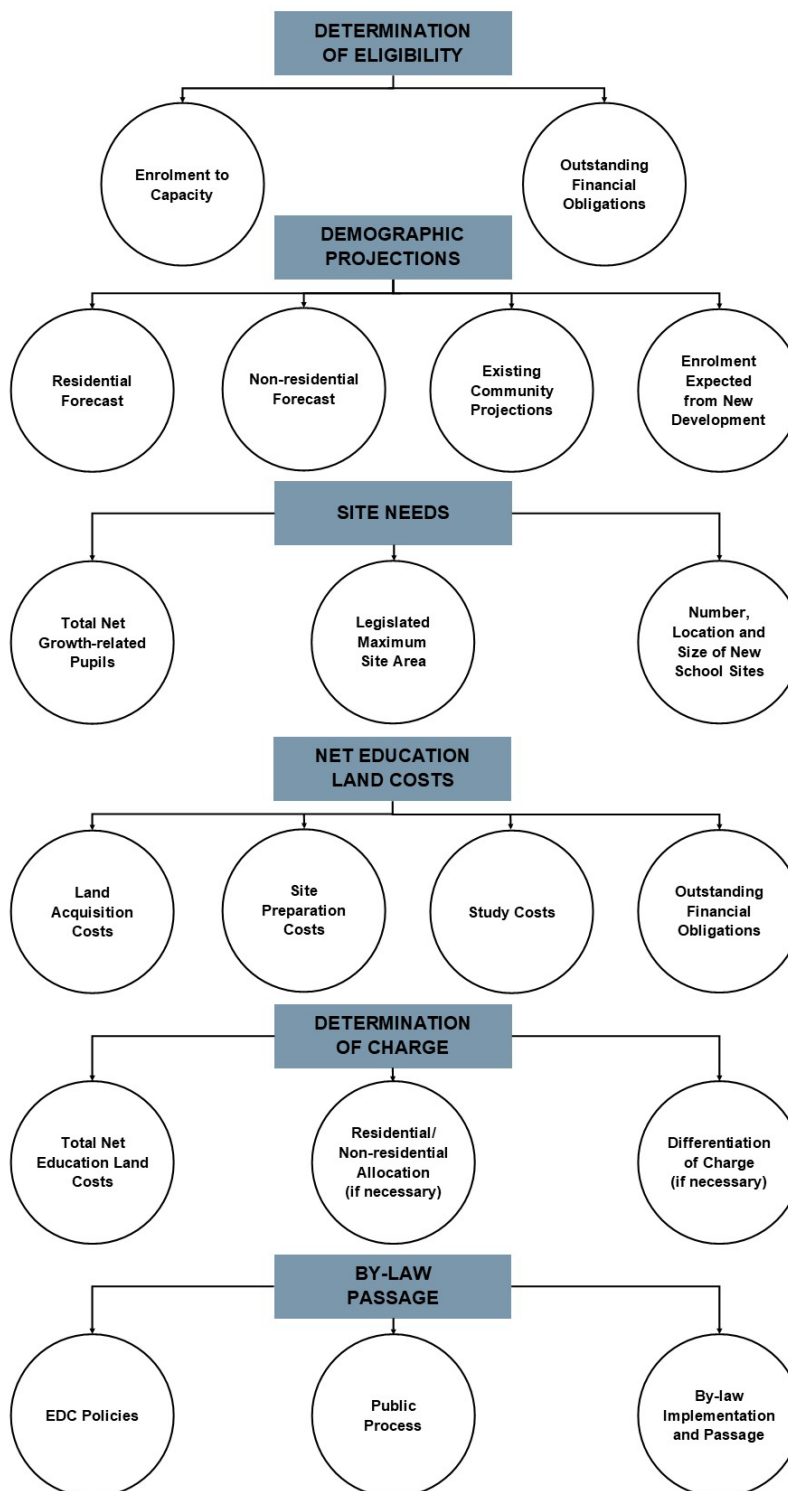 DETERMINATION
OF ELIGIBILITY
Enrolment to
Capacity
Outstanding
Financial
Obligations
DEMOGRAPHIC
PROJECTIONS
Residential
Forecast
Non-residential
Forecast
Existing
Community
Projections
Enrolment
Expected
from New
Development
SITE NEEDS
Total Net
Growth-related
Pupils
Legislated
Maximum
Site Area
Number,
Location and
Size of New
School Sites
NET EDUCATION
LAND COSTS
Land
Acquisition
Costs
Site
Preparation
Costs
Study Costs
Outstanding
Financial
Obligations
DETERMINATION
OF CHARGE
Total Net
Education Land
Costs
Residential/
Non-residential
Allocation
(if necessary)
Differentiation
of Charge
(if necessary)
BY-LAW
PASSAGE
EDC Policies
Public
Process
By-law
Implementation
and Passage